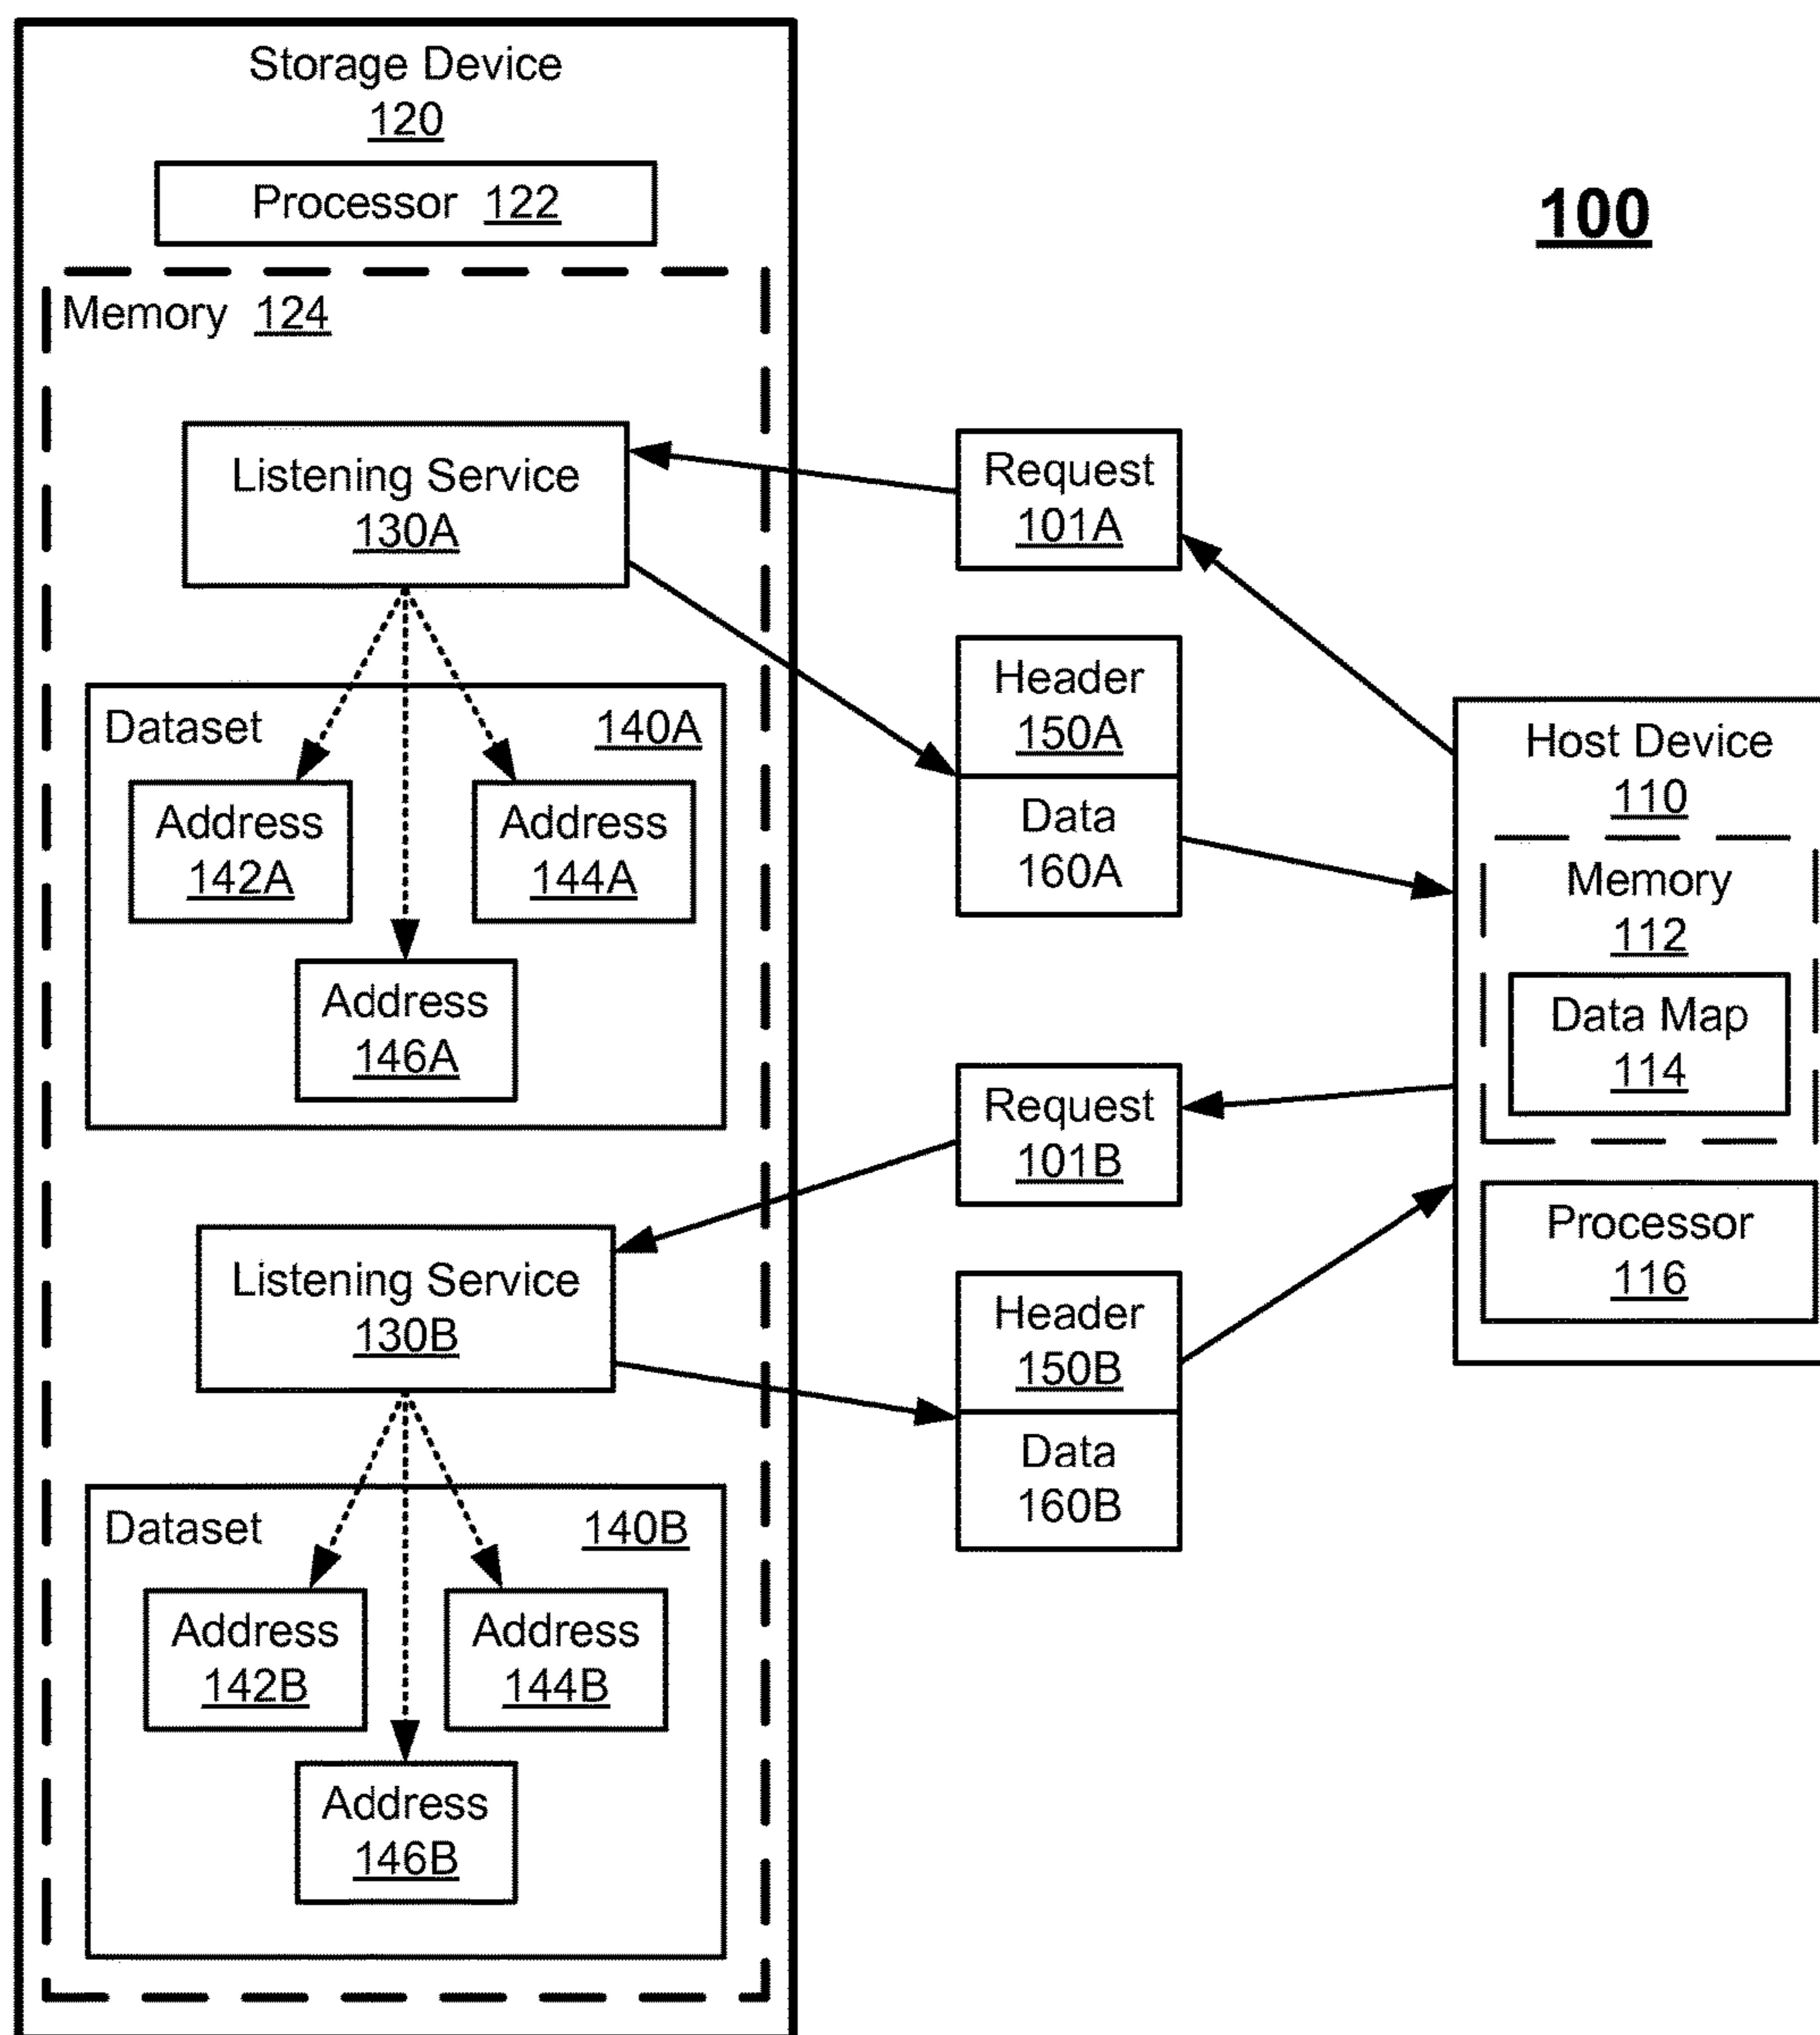 Storage Device
120
Processor 122
100
Memory 124
Listening Service
130A
Request
101A
Dataset 140A
Address
142A
Address
144A
Address
146A
Header
150A
Data
160A
Host Device
110
Memory
112
Data Map
114
Processor
116
Request
101B
Listening Service
130B
Header
150B
Data
160B
Dataset 140B
Address
142B
Address
144B
Address
146B